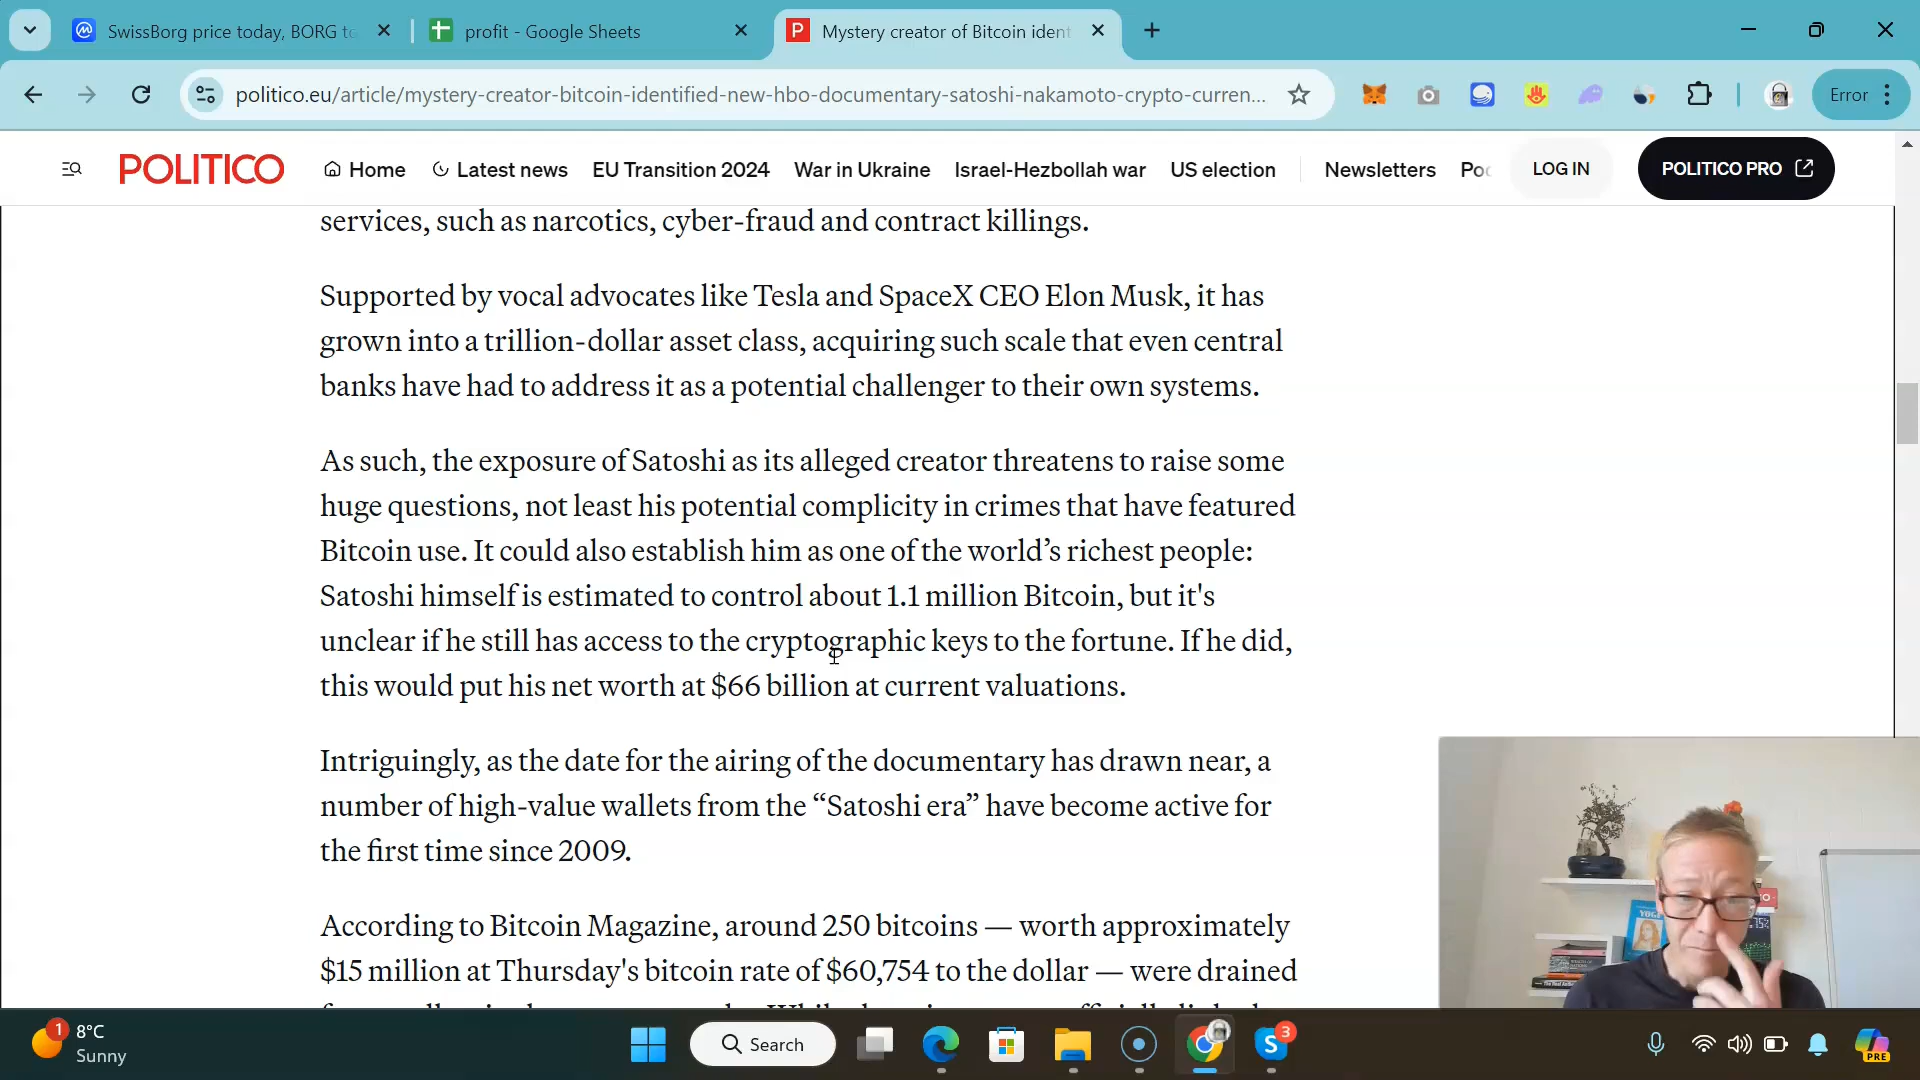 SwissBorg price today, BORG to
profit - Google Sheets
P Mystery creator of Bitcoin ident
politico.eu/article/mystery-creator-bitcoin-identified-new-hbo-documentary-satoshi-nakamoto-crypto-curren...
Error
POLITICO
Home
Latest news
EU Transition 2024
War in Ukraine
Israel-Hezbollah war
US election
Newsletters
Poc
LOG IN
POLITICO PRO
services, such as narcotics, cyber-fraud and contract killings.
Supported by vocal advocates like Tesla and SpaceX CEO Elon Musk, it has
grown into a trillion-dollar asset class, acquiring such scale that even central
banks have had to address it as a potential challenger to their own systems.
As such, the exposure of Satoshi as its alleged creator threatens to raise some
huge questions, not least his potential complicity in crimes that have featured
Bitcoin use. It could also establish him as one of the world’s richest people:
Satoshi himself is estimated to control about 1.1 million Bitcoin, but it's
unclear if he still has access to the cryptographic keys to the fortune. If he did,
this would put his net worth at $66 billion at current valuations.
Intriguingly, as the date for the airing of the documentary has drawn near, a
number of high-value wallets from the “Satoshi era” have become active for
the first time since 2009.
According to Bitcoin Magazine, around 250 bitcoins — worth approximately
$15 million at Thursday's bitcoin rate of $60,754 to the dollar — were drained
1
8°C
Sunny
Search
S
3
PRE